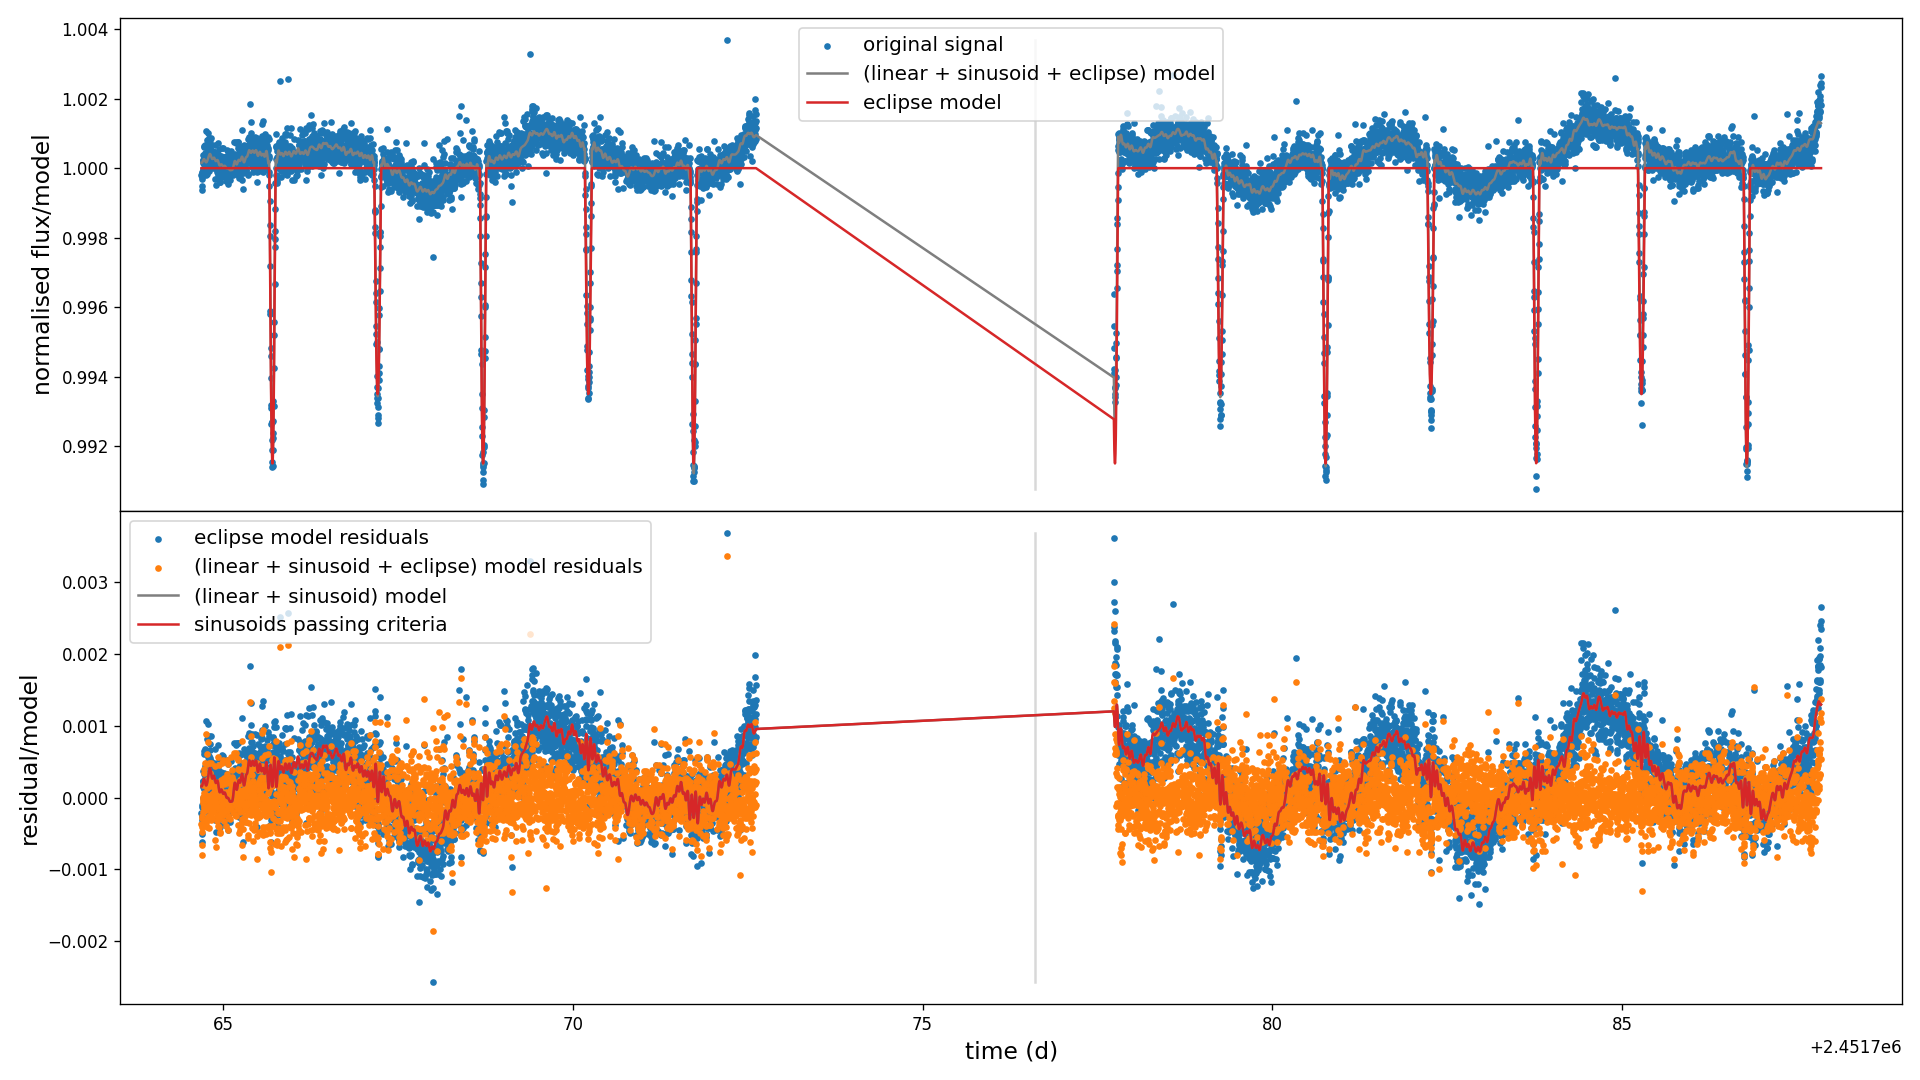 1.004
1.002
1.000
0.998
0.996
0.994
0.992
normalised flux/model
original signal
(linear + sinusoid + eclipse) model
eclipse model
0.003
0.002
0.001
0.000
−0.001
−0.002
residual/model
eclipse model residuals
(linear + sinusoid + eclipse) model residuals
(linear + sinusoid) model
sinusoids passing criteria
65
70
75
80
85
time (d)
+2.4517e6